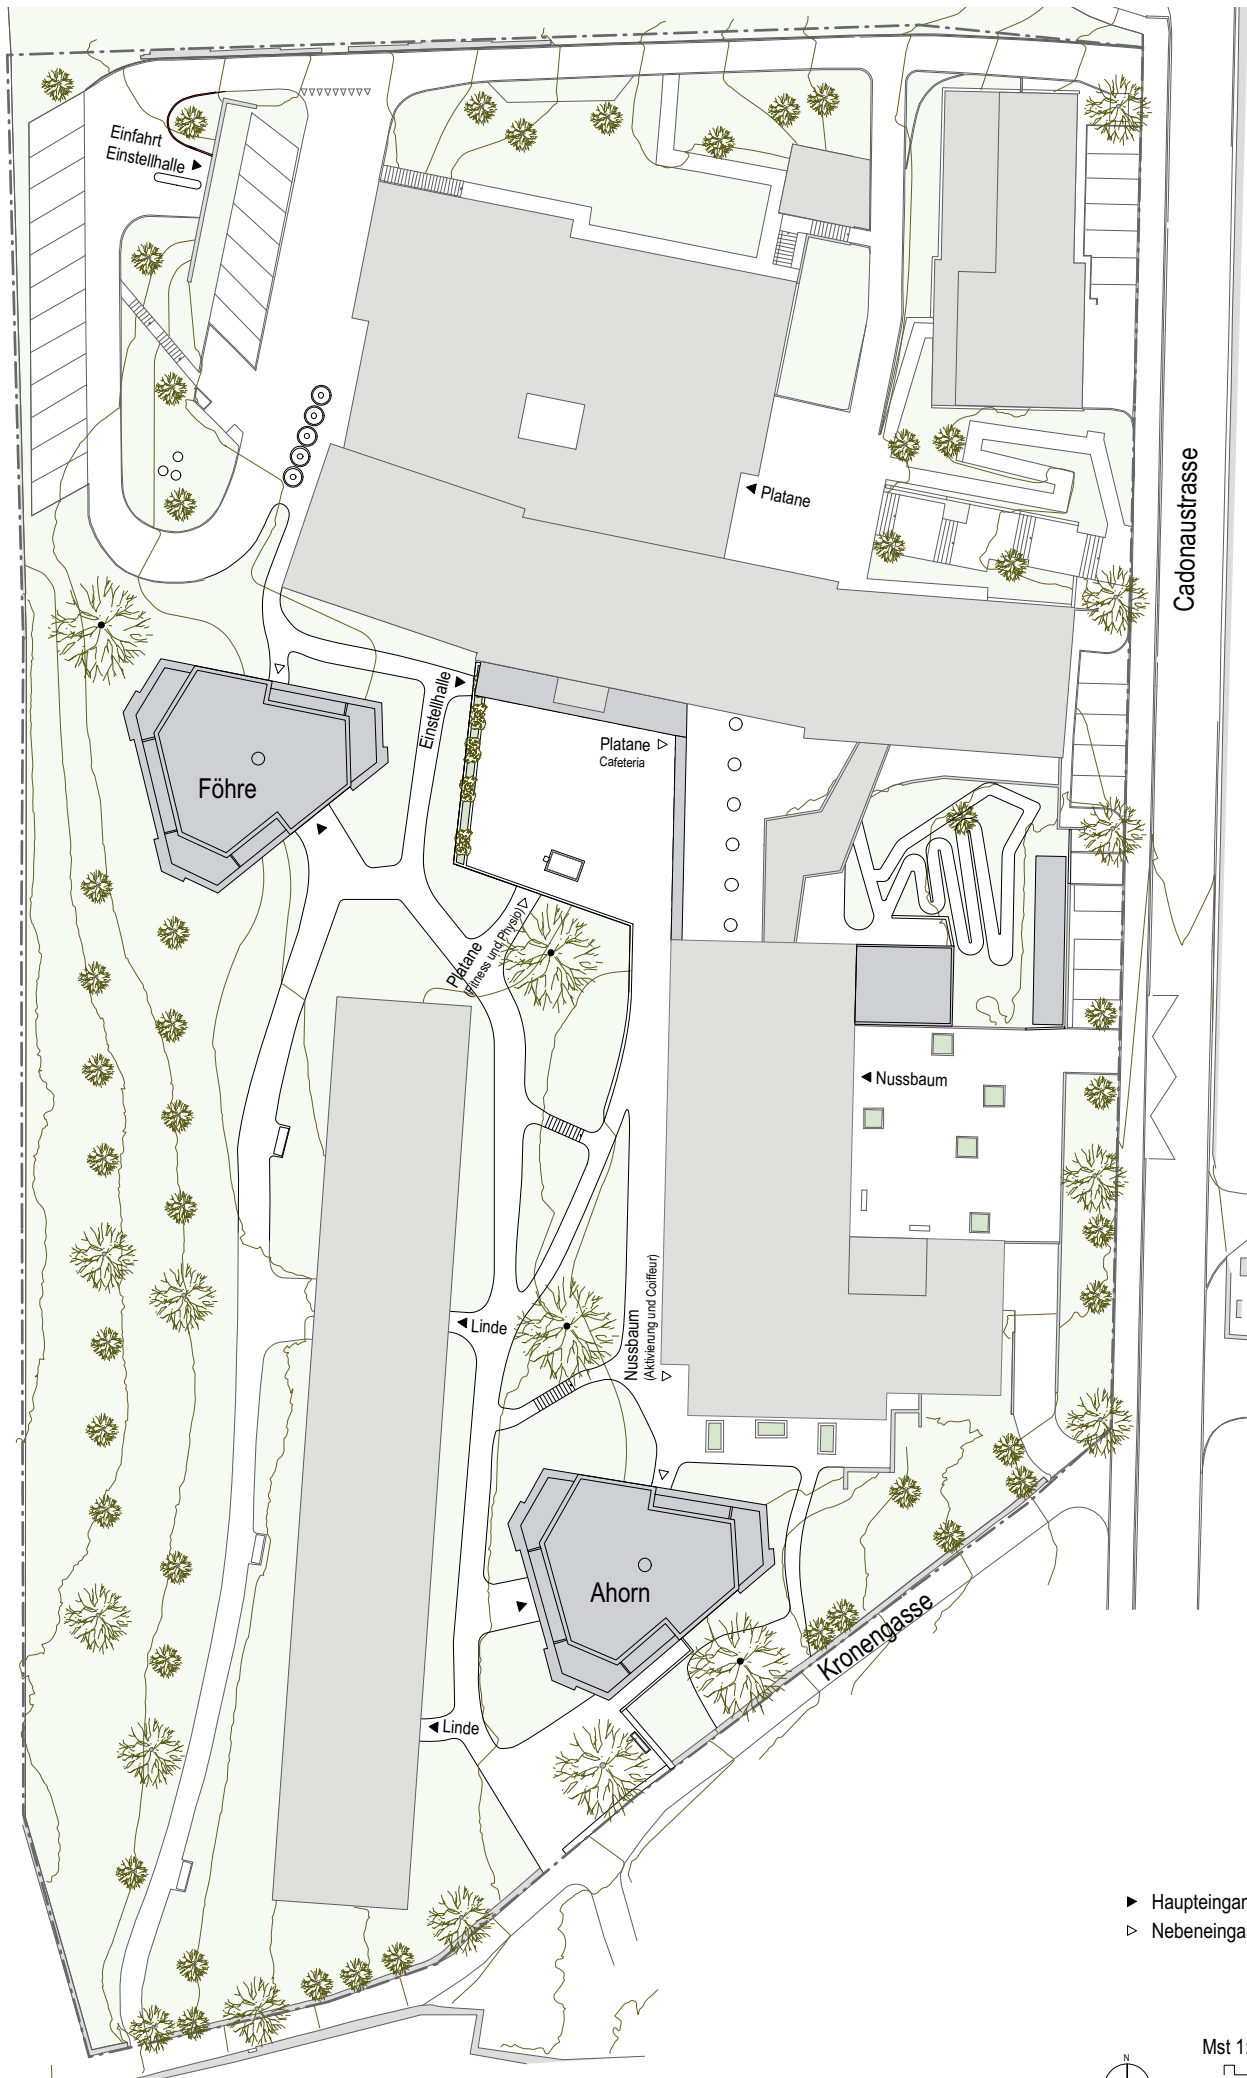 Einfahrt
Einstellhalle
Platane
Cadonaustrasse
Einstellhalle
Platane
Cafeteria
Föhre
Platane
(Fitness und Physio)
Nussbaum
Linde
Nussbaum
(Aktivierung und Coiffeur)
Ahorn
Kronengasse
Linde
Haupteingan
Nebeneinga
Mst 1:
N